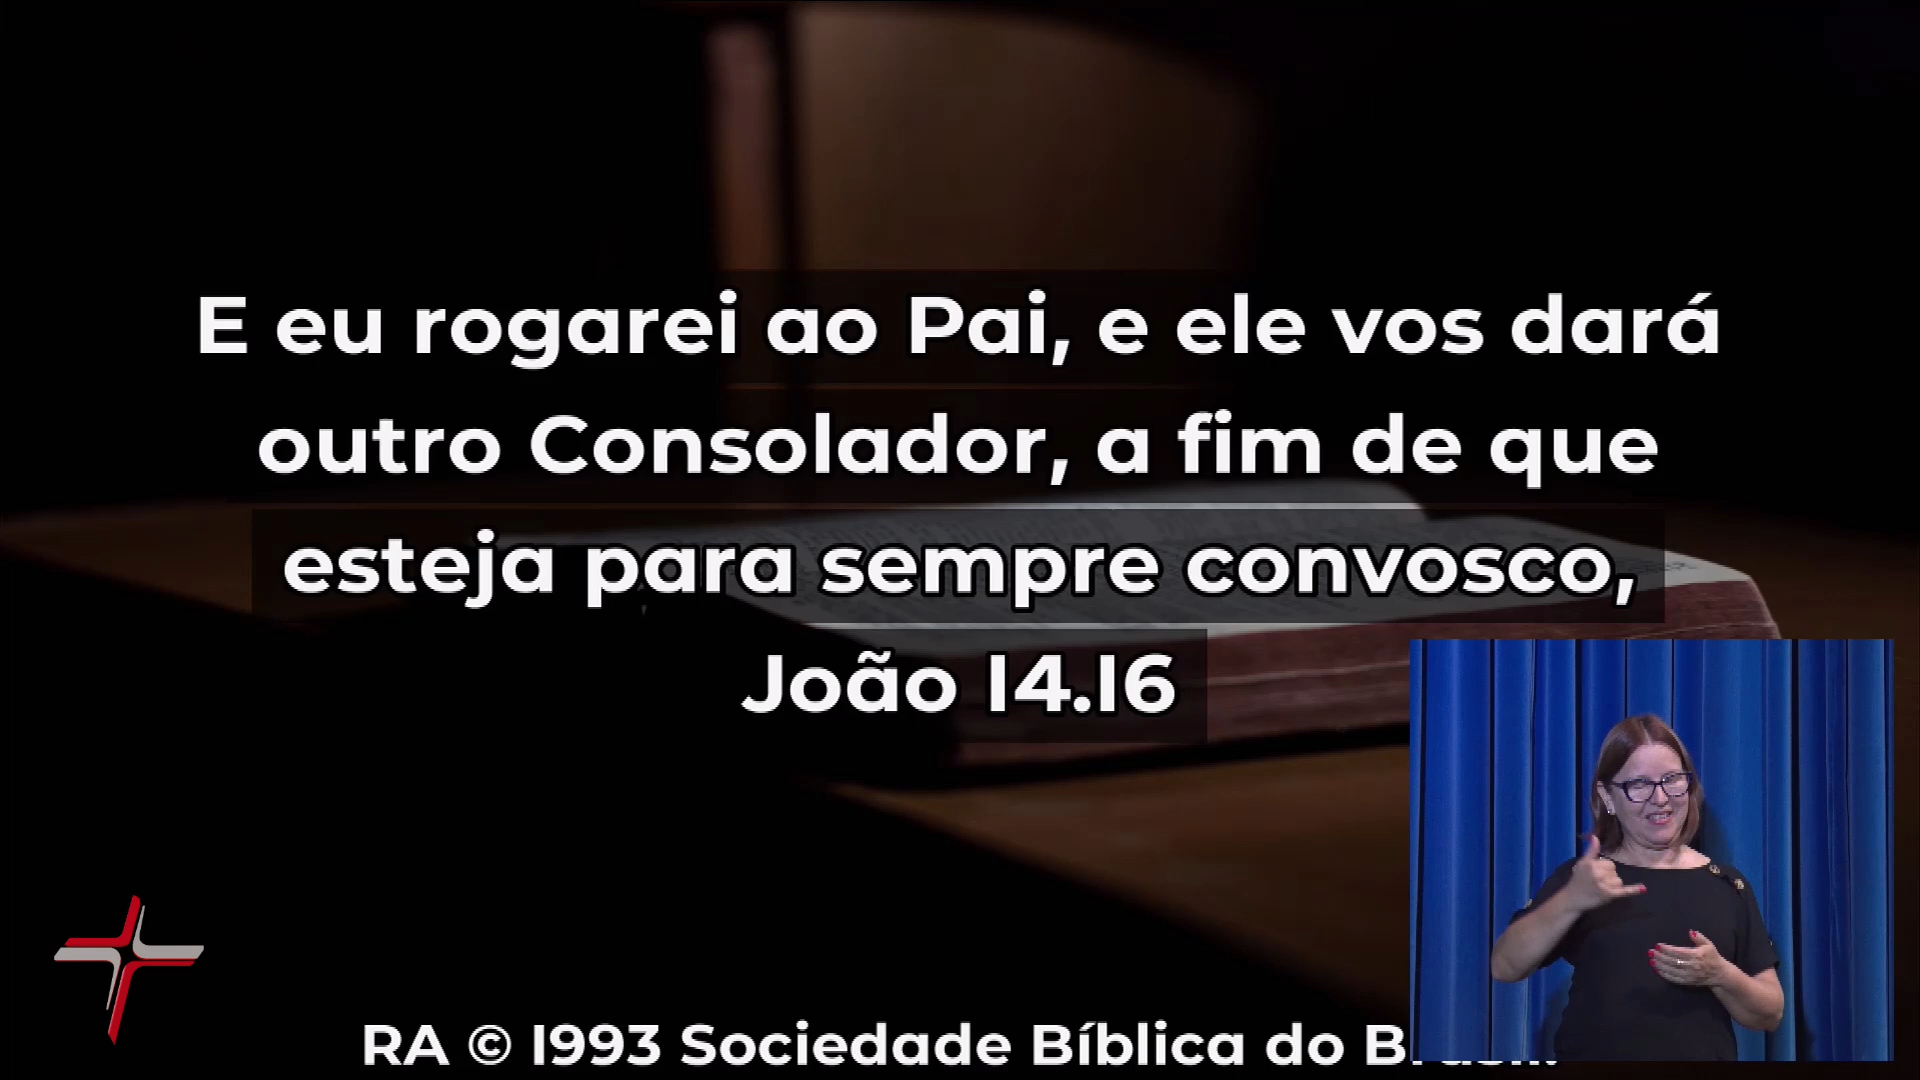 E eu rogarei ao Pai, e ele vos dará
outro Consolador, a fim de que
esteja para sempre convosco,
João 14.16
RA © 1993 Sociedade Bíblica do